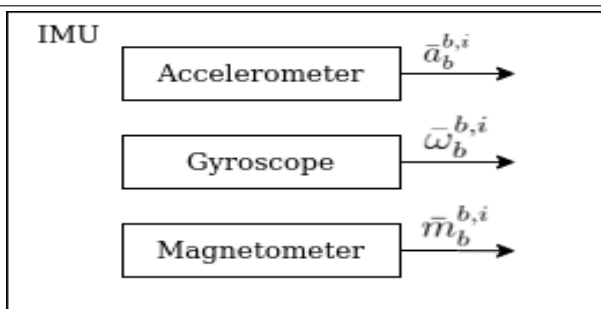 IMU
Accelerometer
ā_b^{b,i}
Gyroscope
ω̄_b^{b,i}
Magnetometer
m̄_b^{b,i}